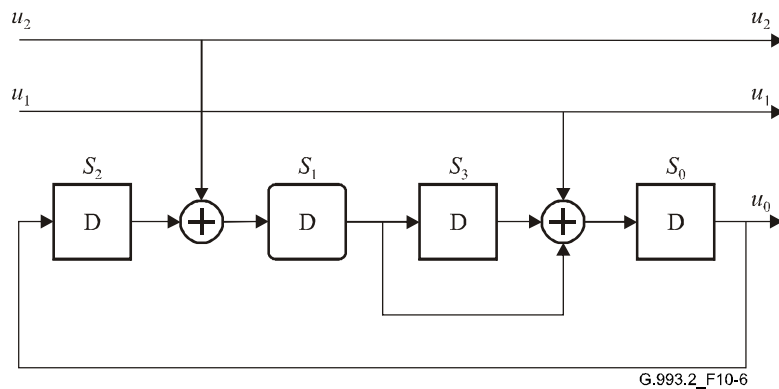 u₂ u₂
u₁ u₁
S₂ S₁ S₃ S₀
D + D D + D u₀
G.993.2_F10-6